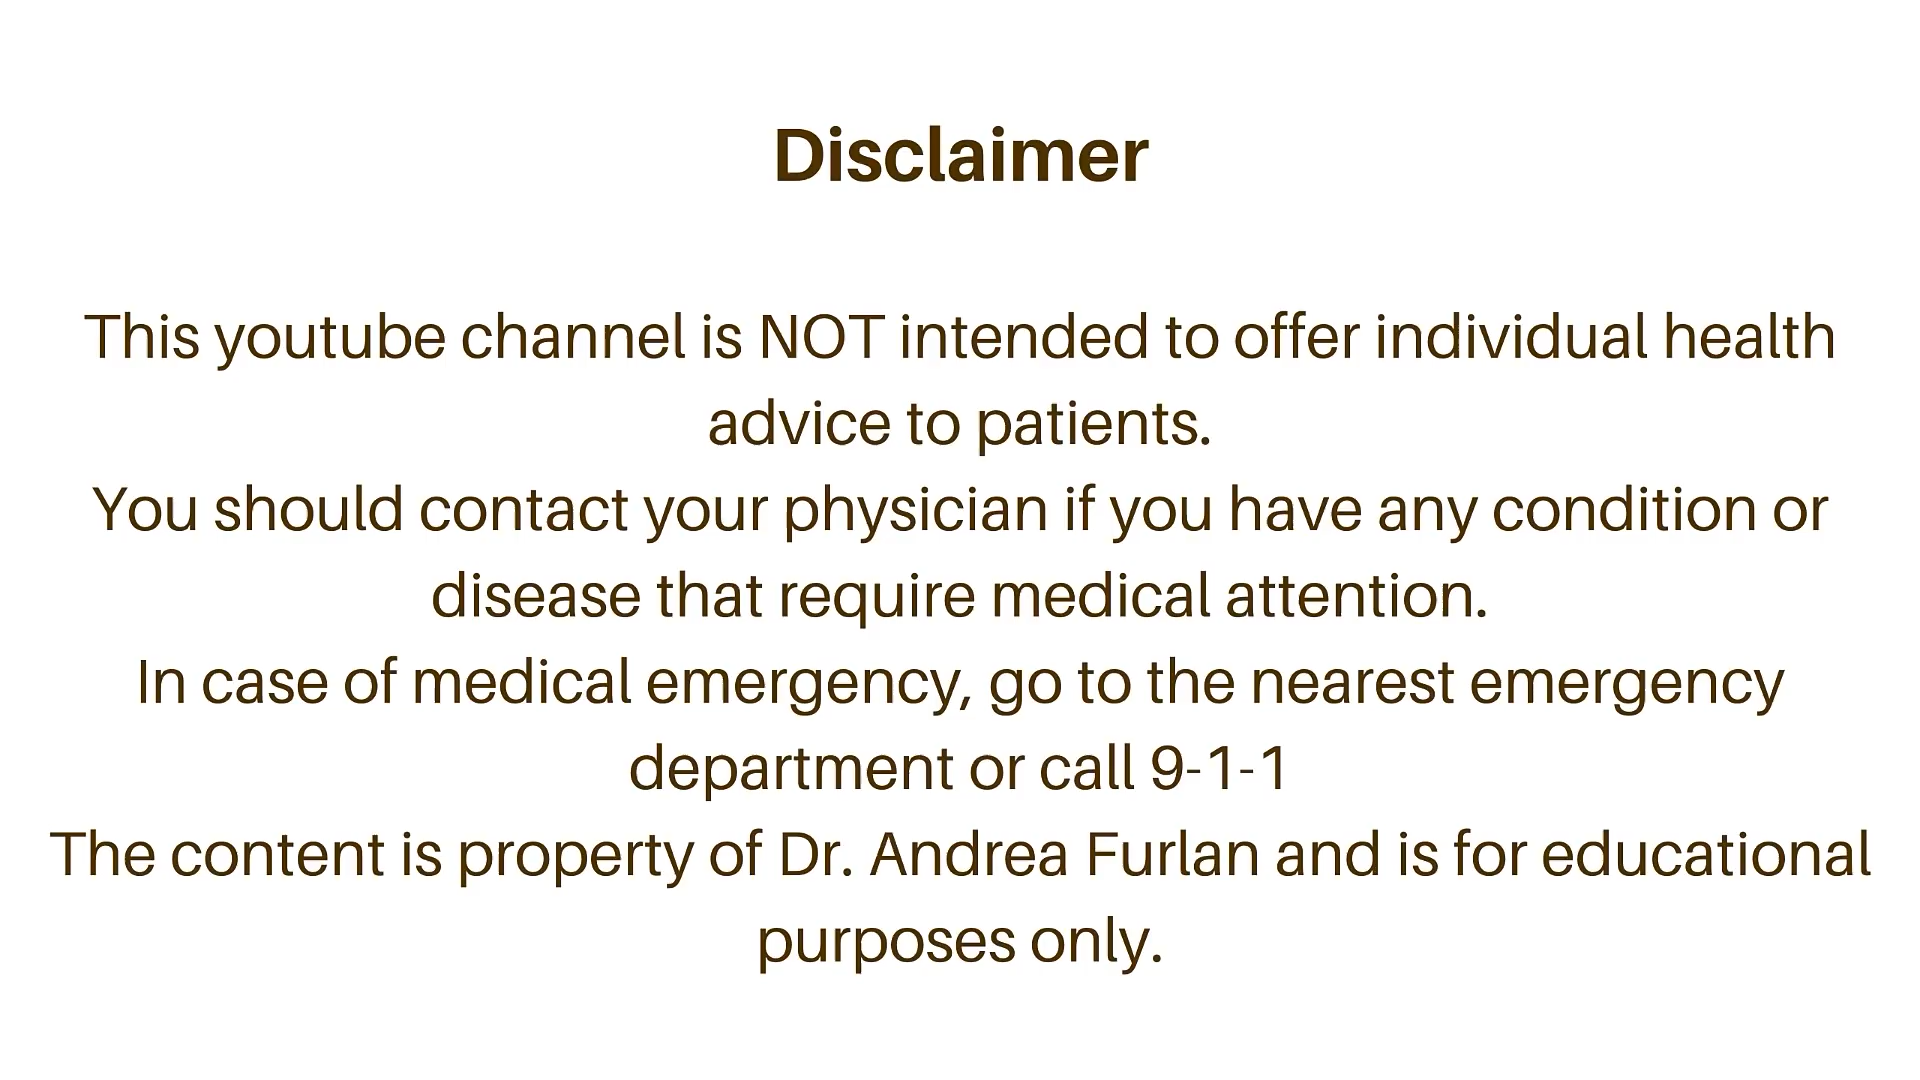 Disclaimer
This youtube channel is NOT intended to offer individual health
advice to patients.
You should contact your physician if you have any condition or
disease that require medical attention.
In case of medical emergency, go to the nearest emergency
department or call 9-1-1
The content is property of Dr. Andrea Furlan and is for educational
purposes only.